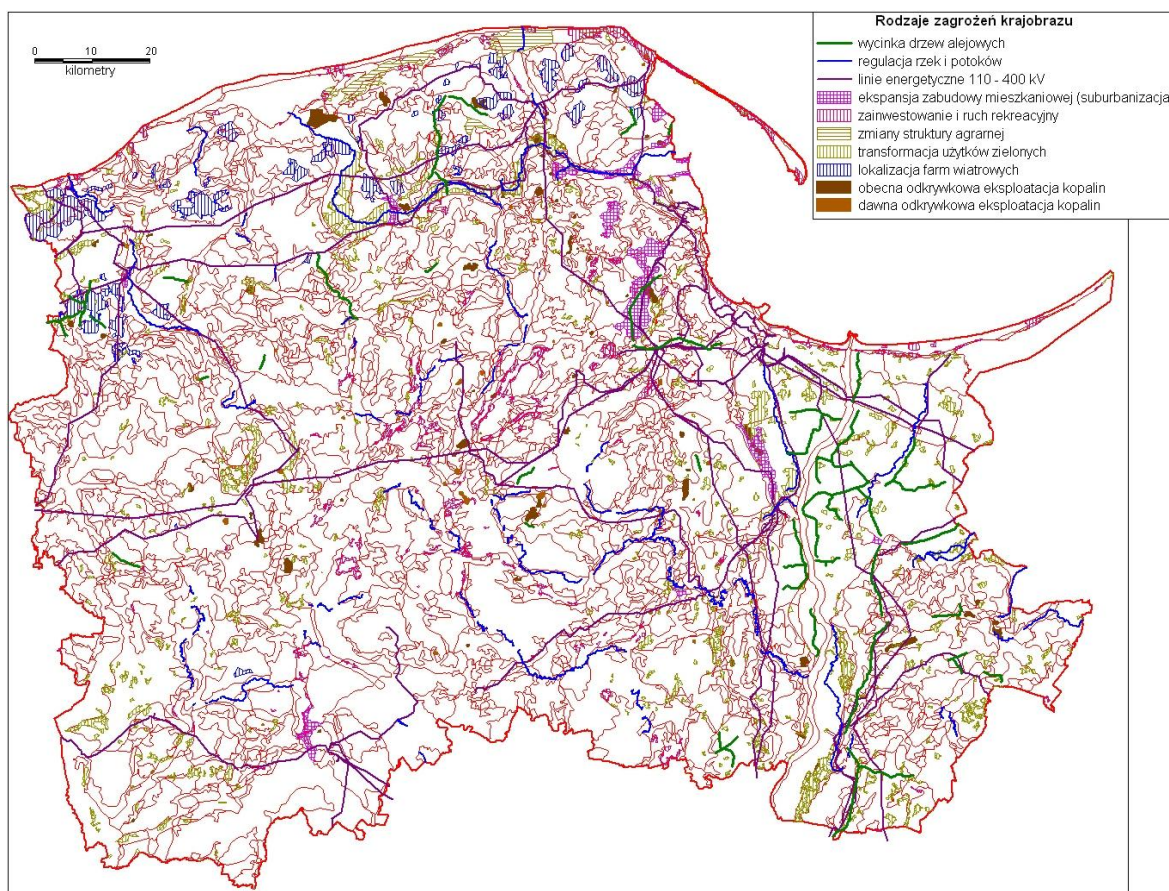 Rodzaje zagrożeń krajobrazu
0 10 20
kilometry
wycinka drzew alejowych
regulacja rzek i potoków
linie energetyczne 110 - 400 kV
ekspansja zabudowy mieszkaniowej (suburbanizacja
zainwestowanie i ruch rekreacyjny
zmiany struktury agrarnej
transformacja użytków zielonych
lokalizacja farm wiatrowych
obecna odkrywkowa eksploatacja kopalin
dawna odkrywkowa eksploatacja kopalin